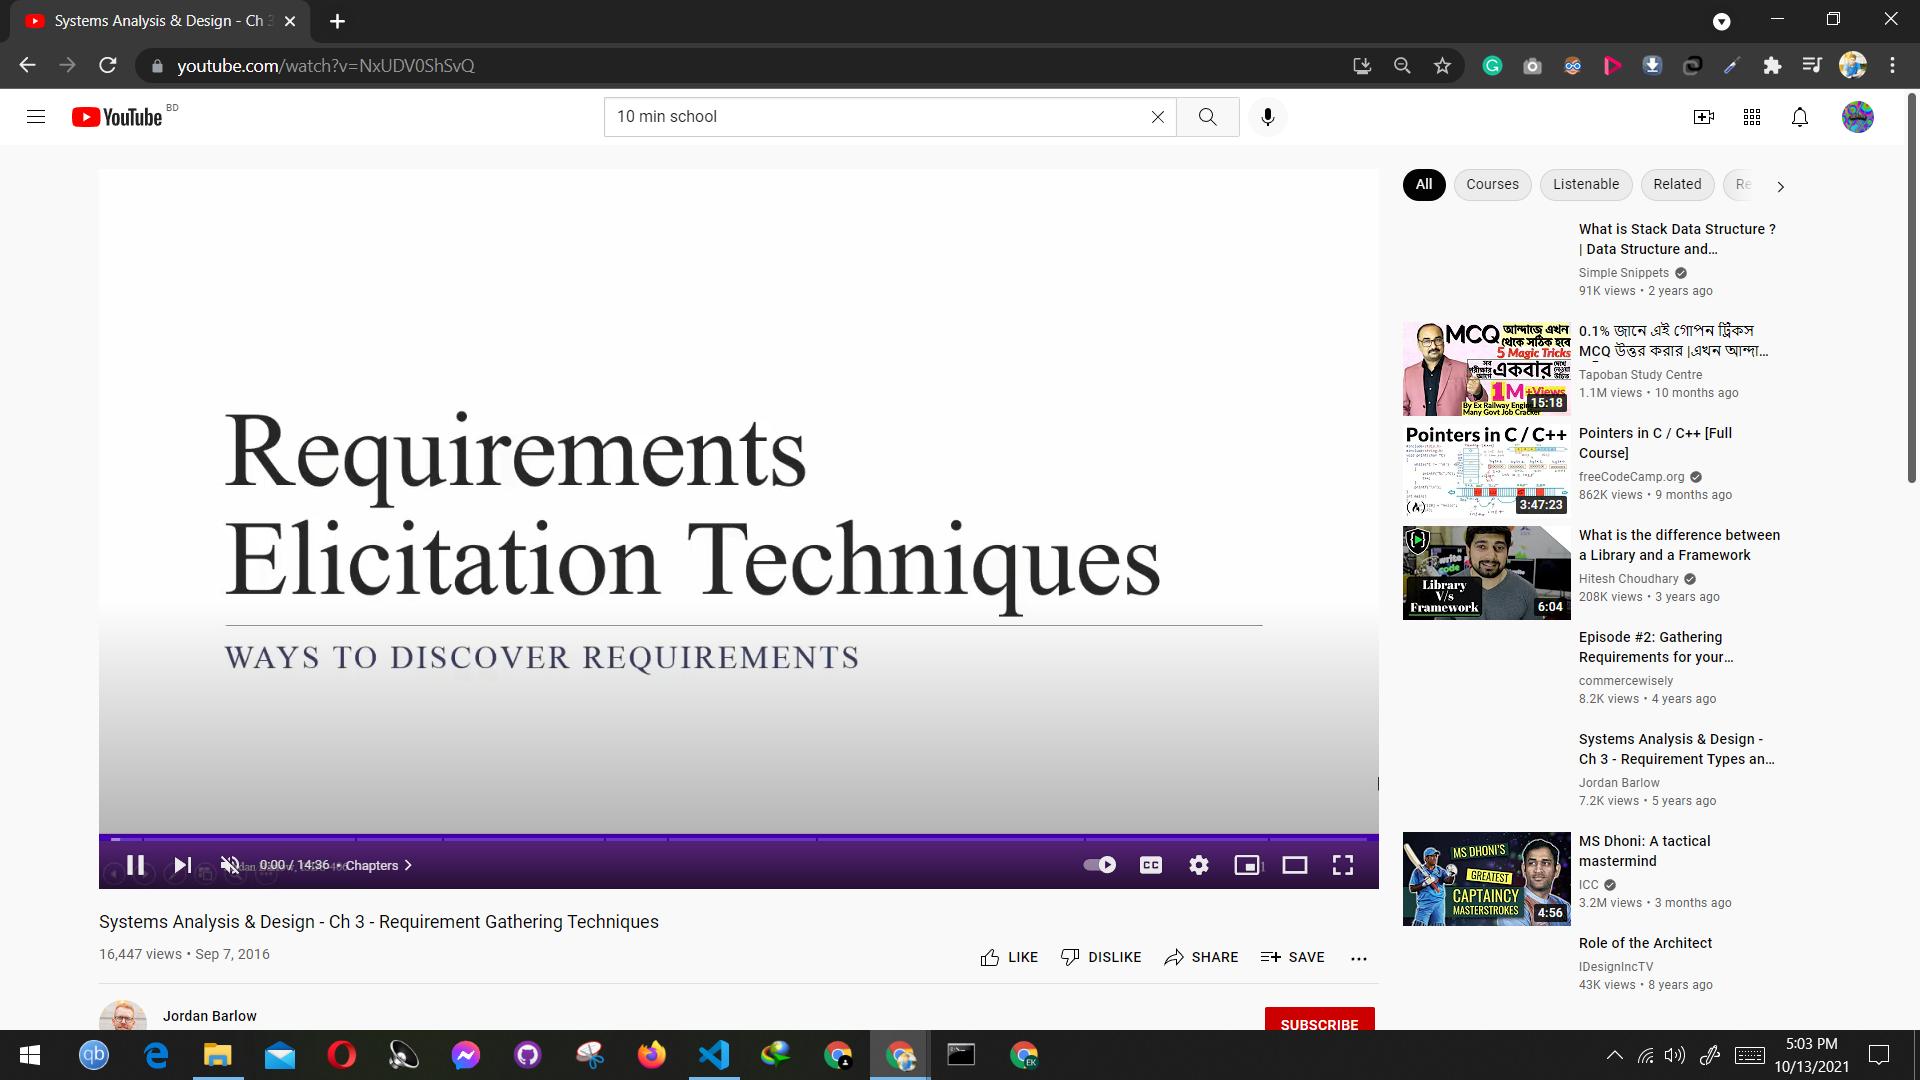 Systems Analysis & Design - Ch 3
youtube.com/watch?v=NxUDV0ShSvQ
YouTube BD
10 min school
Requirements
Elicitation Techniques
WAYS TO DISCOVER REQUIREMENTS
0:00 / 14:36 • Chapters
CC
Systems Analysis & Design - Ch 3 - Requirement Gathering Techniques
16,447 views • Sep 7, 2016
LIKE DISLIKE SHARE SAVE
Jordan Barlow
SUBSCRIBE
All Courses Listenable Related Re
What is Stack Data Structure ?
| Data Structure and...
Simple Snippets
91K views • 2 years ago
MCQ আন্দাজে এখন
থেকে সঠিক হবে
5 Magic Tricks
একবার
1M+Views
By Ex Railway Engineer
Many Govt Job Cracker
15:18
0.1% জানে এই গোপন ট্রিকস
MCQ উত্তর করার |এখন আন্দা...
Tapoban Study Centre
1.1M views • 10 months ago
Pointers in C / C++
3:47:23
Pointers in C / C++ [Full
Course]
freeCodeCamp.org
862K views • 9 months ago
write
code
Library
V/s
Framework
6:04
What is the difference between
a Library and a Framework
Hitesh Choudhary
208K views • 3 years ago
Episode #2: Gathering
Requirements for your...
commercewisely
8.2K views • 4 years ago
Systems Analysis & Design -
Ch 3 - Requirement Types an...
Jordan Barlow
7.2K views • 5 years ago
MS DHONI'S
GREATEST
CAPTAINCY
MASTERSTROKES
4:56
MS Dhoni: A tactical
mastermind
ICC
3.2M views • 3 months ago
Role of the Architect
IDesignIncTV
43K views • 8 years ago
qb
EK
5:03 PM
10/13/2021